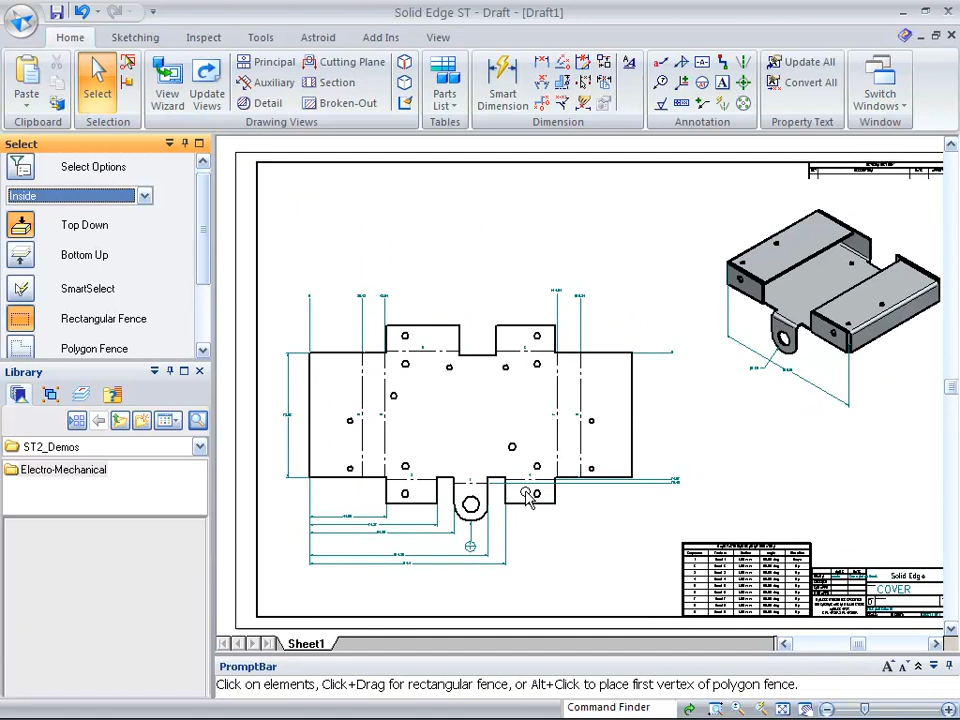 Solid Edge ST - Draft - [Draft1]
Home Sketching Inspect Tools Astroid Add Ins View
Paste
Clipboard
Select
Selection
View Wizard
Update Views
Principal
Auxiliary
Detail
Cutting Plane
Section
Broken-Out
Drawing Views
Parts List
Tables
Smart Dimension
Dimension
Annotation
Update All
Convert All
Property Text
Switch Windows
Window
Select
Select Options
Inside
Top Down
Bottom Up
SmartSelect
Rectangular Fence
Polygon Fence
Library
ST2_Demos
Electro-Mechanical
Solid Edge
COVER
Sheet1
PromptBar
Click on elements, Click+Drag for rectangular fence, or Alt+Click to place first vertex of polygon fence.
Command Finder